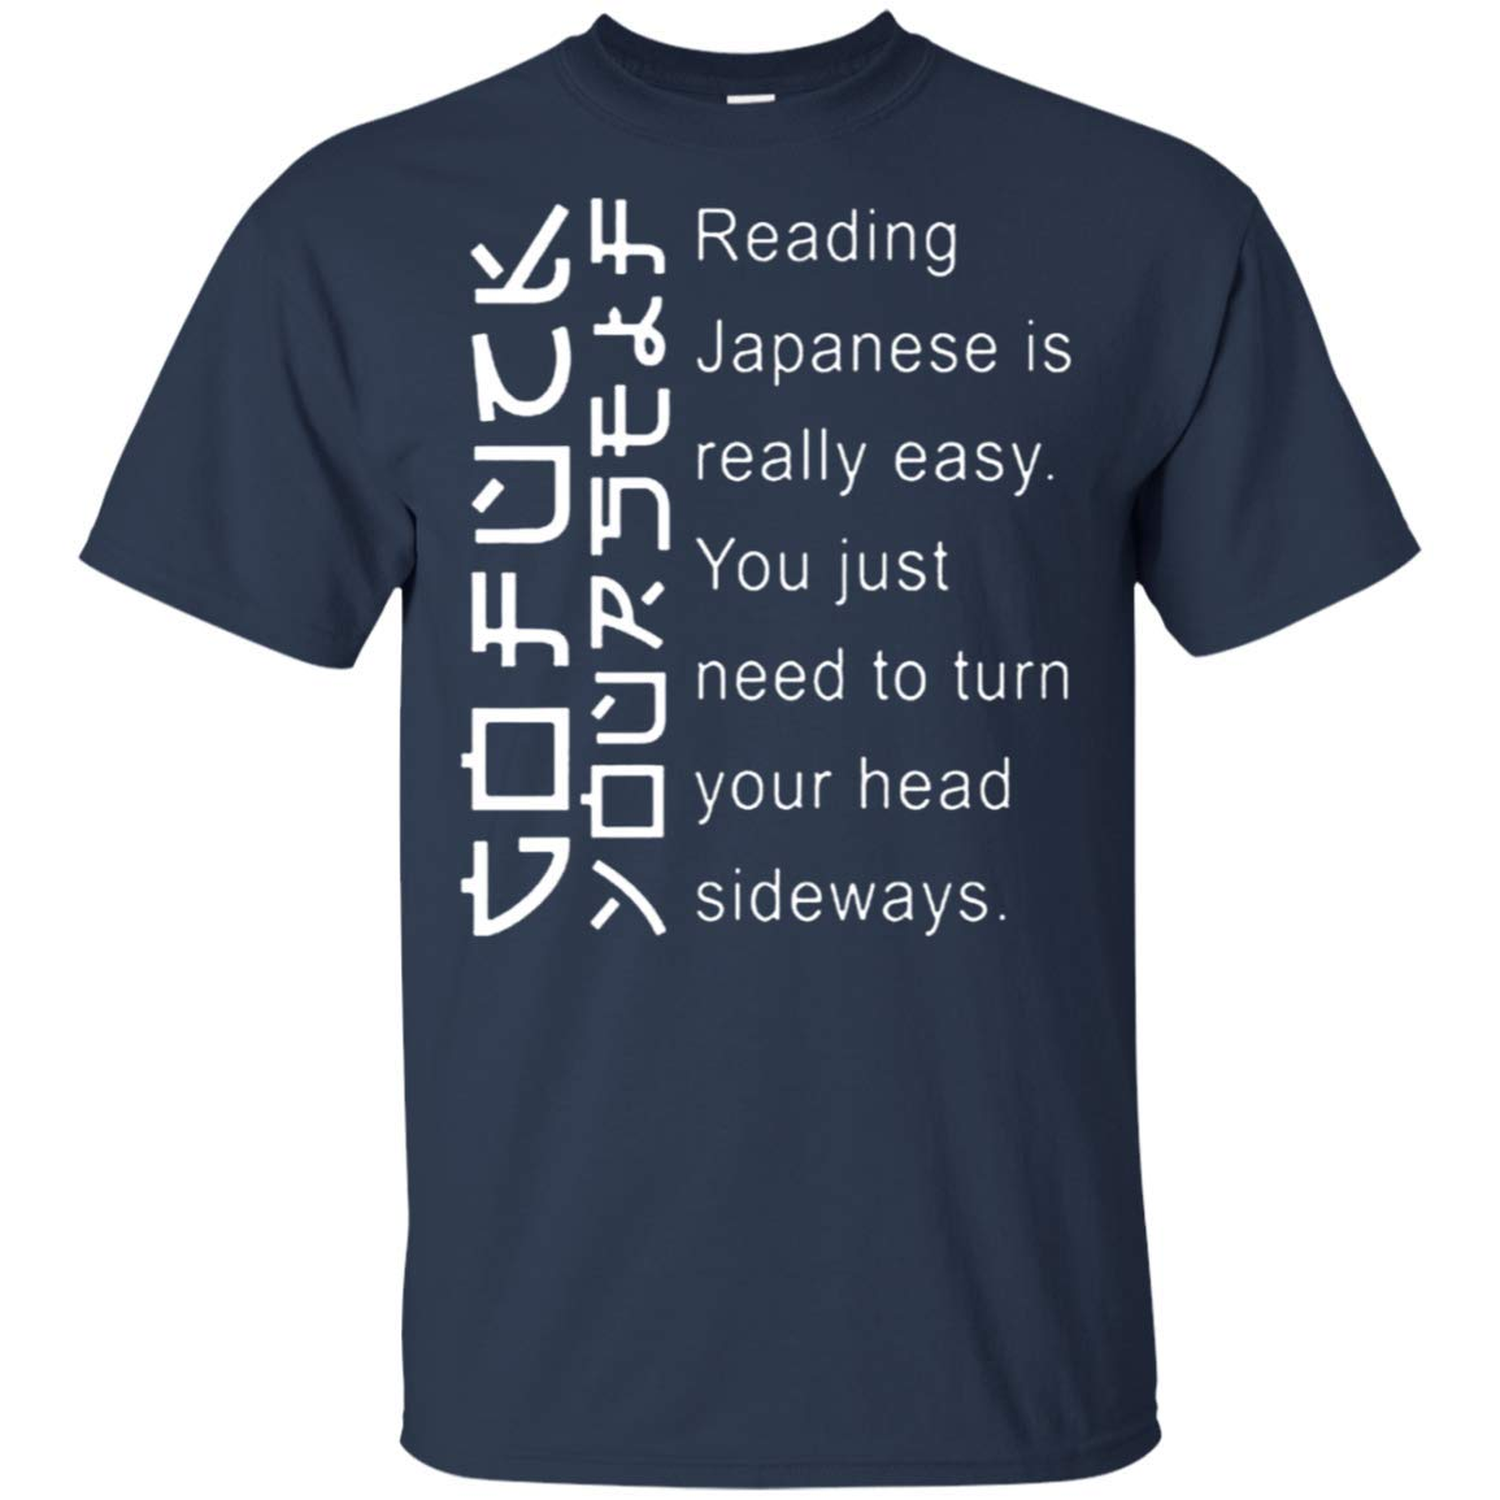 GO FUCK
YOURSELF
Reading
Japanese is
really easy.
You just
need to turn
your head
sideways.